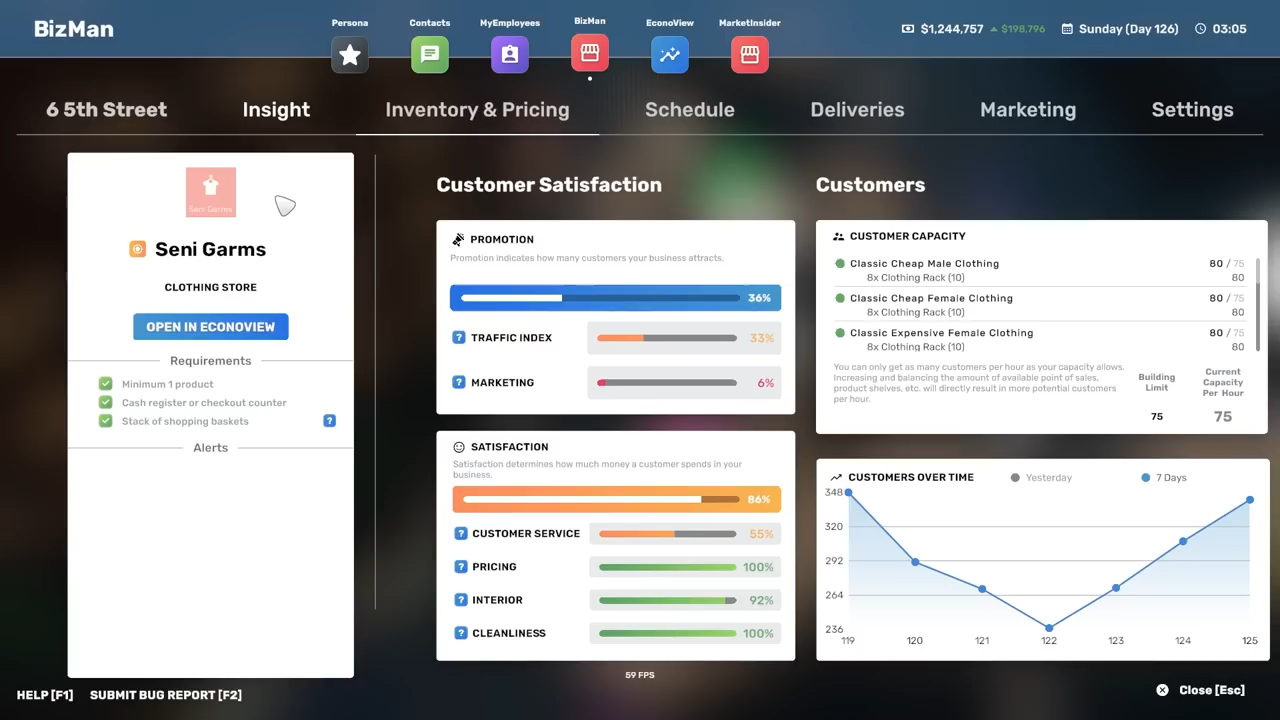 BizMan
Persona
Contacts
MyEmployees
BizMan
EconoView
MarketInsider
$1,244,757
$198,796
Sunday (Day 126)
03:05
6 5th Street
Insight
Inventory & Pricing
Schedule
Deliveries
Marketing
Settings
Seni Garms
Seni Garms
CLOTHING STORE
OPEN IN ECONOVIEW
Requirements
Minimum 1 product
Cash register or checkout counter
Stack of shopping baskets
?
Alerts
Customer Satisfaction
PROMOTION
Promotion indicates how many customers your business attracts.
36%
? TRAFFIC INDEX 33%
? MARKETING 6%
SATISFACTION
Satisfaction determines how much money a customer spends in your
business.
86%
? CUSTOMER SERVICE 55%
? PRICING 100%
? INTERIOR 92%
? CLEANLINESS 100%
Customers
CUSTOMER CAPACITY
Classic Cheap Male Clothing 80 / 75
8x Clothing Rack (10) 80
Classic Cheap Female Clothing 80 / 75
8x Clothing Rack (10) 80
Classic Expensive Female Clothing 80 / 75
8x Clothing Rack (10) 80
You can only get as many customers per hour as your capacity allows.
Increasing and balancing the amount of available point of sales,
product shelves, etc. will directly result in more potential customers
per hour.
Building
Limit
75
Current
Capacity
Per Hour
75
CUSTOMERS OVER TIME
Yesterday
7 Days
348
320
292
264
236
119 120 121 122 123 124 125
59 FPS
HELP [F1]
SUBMIT BUG REPORT [F2]
Close [Esc]